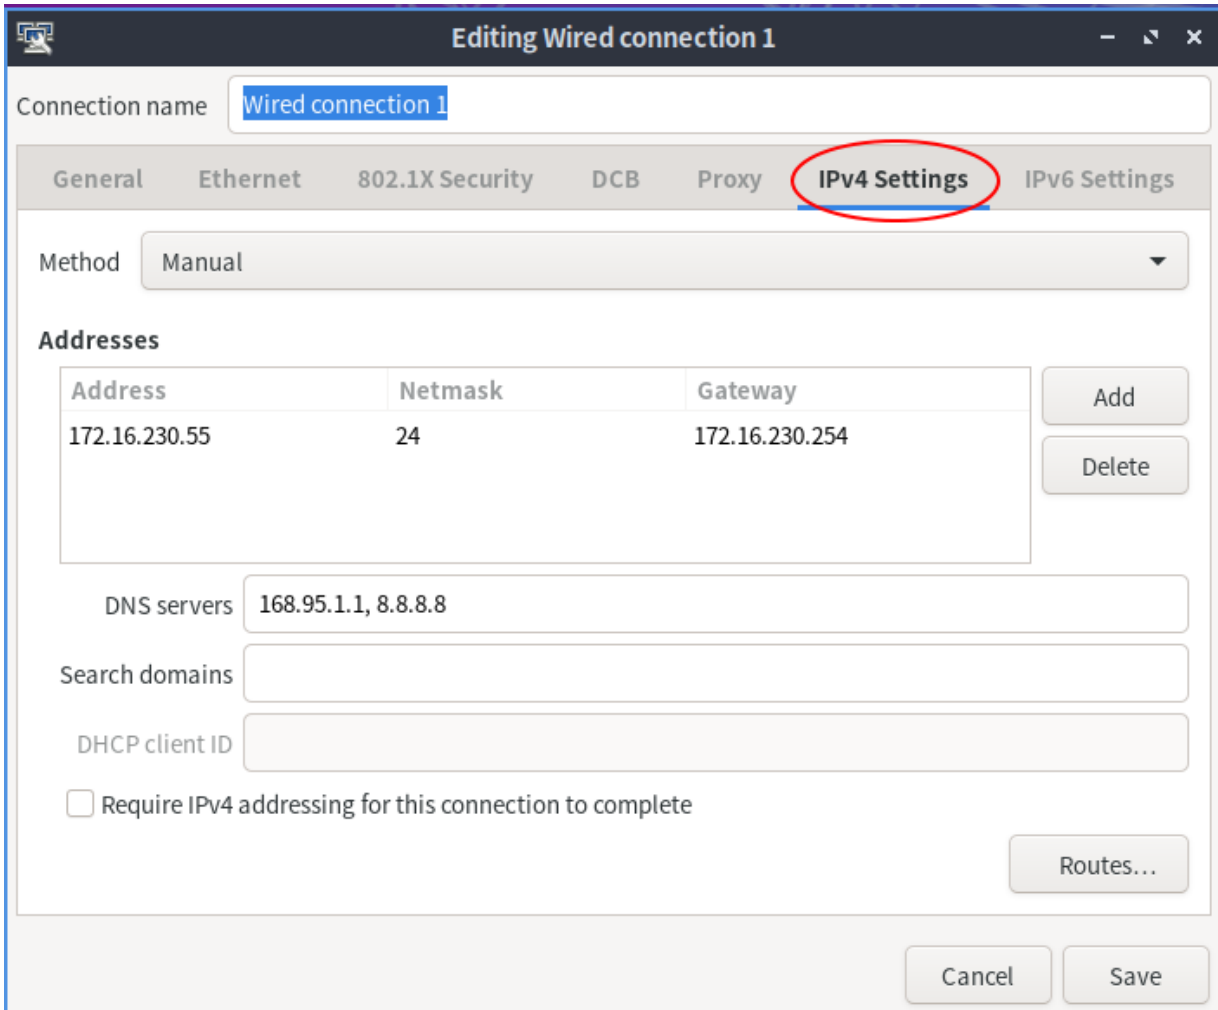 Editing Wired connection 1
Connection name Wired connection 1
General Ethernet 802.1X Security DCB Proxy IPv4 Settings IPv6 Settings
Method Manual
Addresses
Address Netmask Gateway
Add
172.16.230.55 24 172.16.230.254
Delete
DNS servers 168.95.1.1, 8.8.8.8
Search domains
DHCP client ID
Require IPv4 addressing for this connection to complete
Routes...
Cancel Save